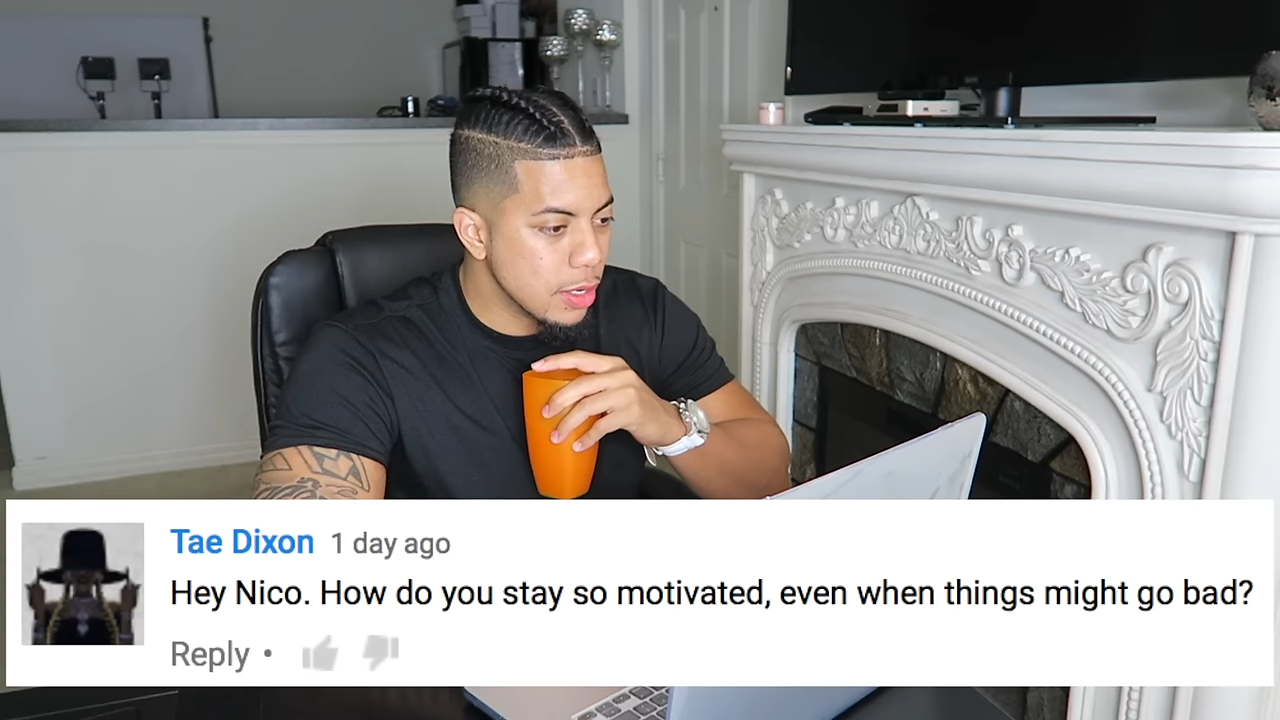 Tae Dixon 1 day ago
Hey Nico. How do you stay so motivated, even when things might go bad?
Reply •